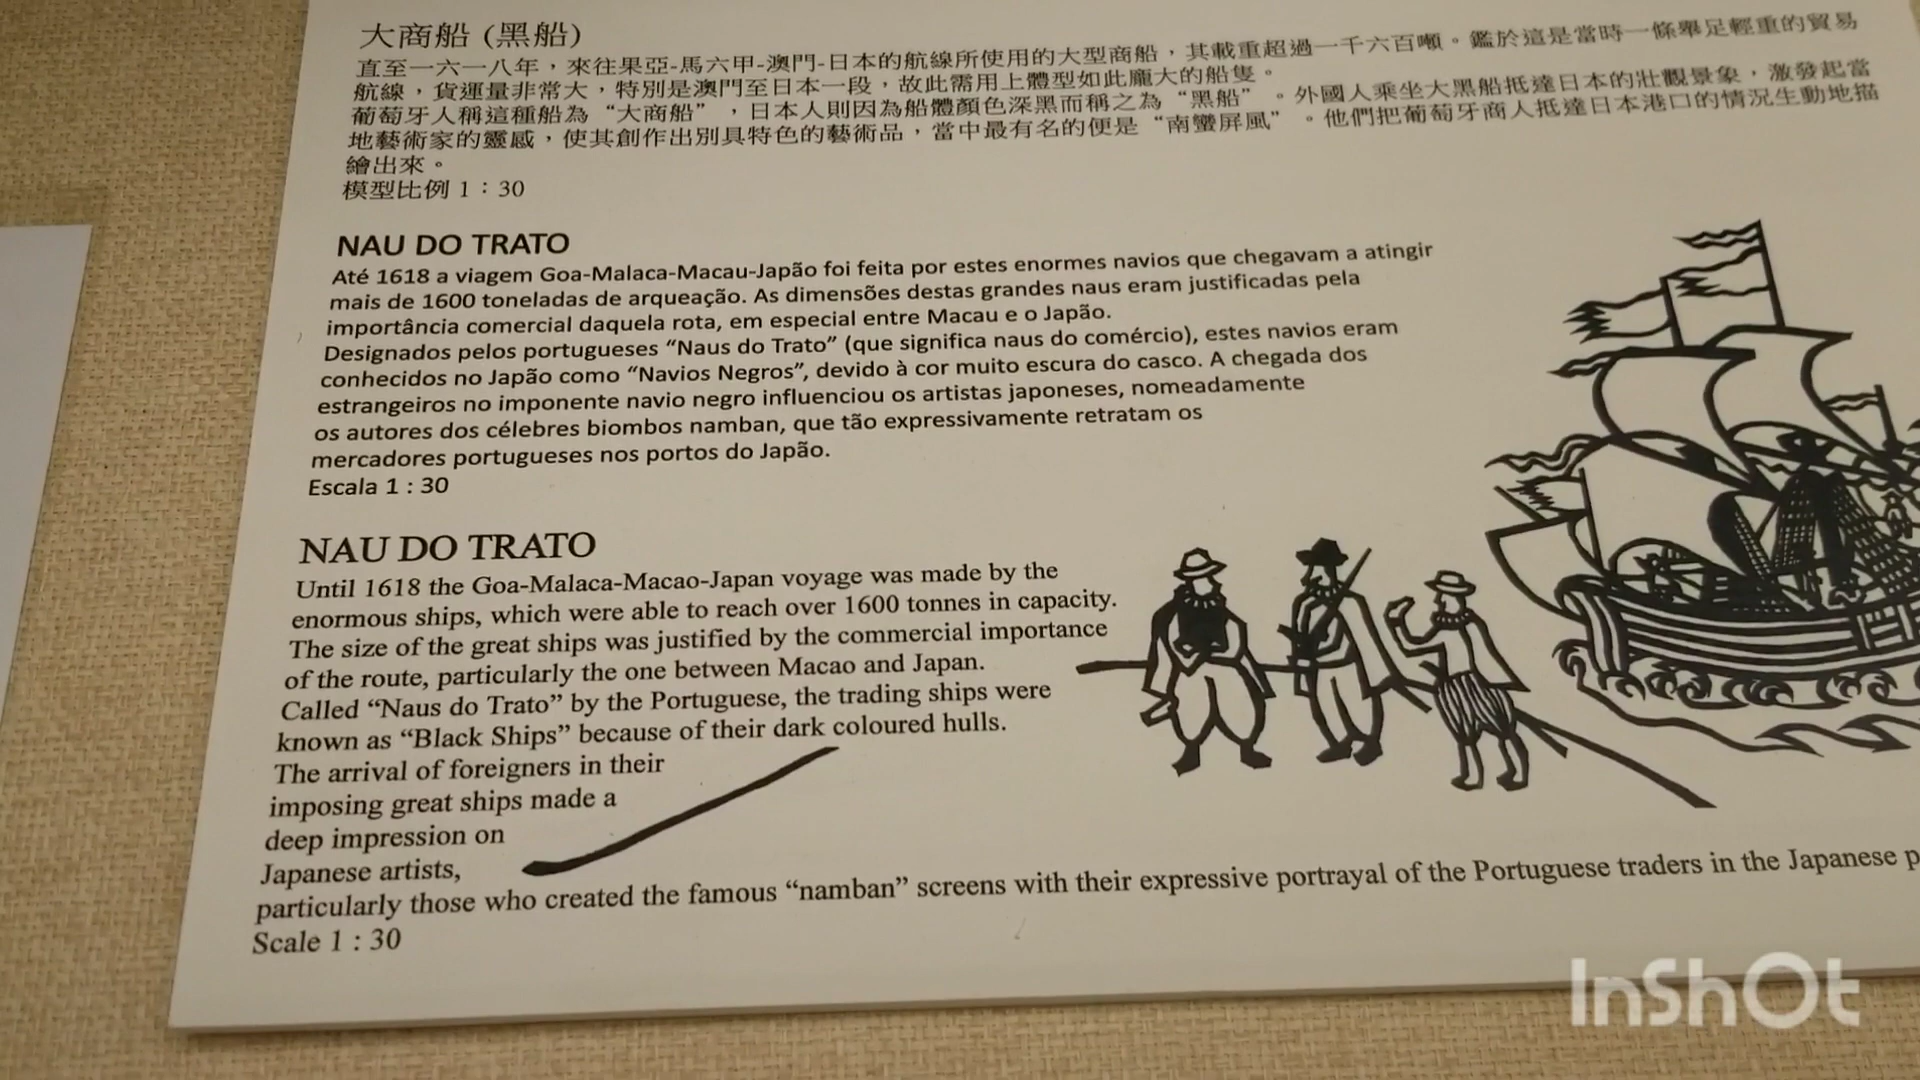 大商船 (黑船)
直至一六一八年，來往果亞-馬六甲-澳門-日本的航線所使用的大型商船，其載重超過一千六百噸。鑑於這是當時一條舉足輕重的貿易
航線，貨運量非常大，特別是澳門至日本一段，故此需用上體型如此龐大的船隻。
葡萄牙人稱這種船為“大商船”，日本人則因為船體顏色深黑而稱之為“黑船”。外國人乘坐大黑船抵達日本的壯觀景象，激發起當
地藝術家的靈感，使其創作出別具特色的藝術品，當中最有名的便是“南蠻屏風”。他們把葡萄牙商人抵達日本港口的情況生動地描
繪出來。
模型比例 1：30
NAU DO TRATO
Até 1618 a viagem Goa-Malaca-Macau-Japão foi feita por estes enormes navios que chegavam a atingir
mais de 1600 toneladas de arqueação. As dimensões destas grandes naus eram justificadas pela
importância comercial daquela rota, em especial entre Macau e o Japão.
Designados pelos portugueses “Naus do Trato” (que significa naus do comércio), estes navios eram
conhecidos no Japão como “Navios Negros”, devido à cor muito escura do casco. A chegada dos
estrangeiros no imponente navio negro influenciou os artistas japoneses, nomeadamente
os autores dos célebres biombos namban, que tão expressivamente retratam os
mercadores portugueses nos portos do Japão.
Escala 1 : 30
NAU DO TRATO
Until 1618 the Goa-Malaca-Macao-Japan voyage was made by the
enormous ships, which were able to reach over 1600 tonnes in capacity.
The size of the great ships was justified by the commercial importance
of the route, particularly the one between Macao and Japan.
Called “Naus do Trato” by the Portuguese, the trading ships were
known as “Black Ships” because of their dark coloured hulls.
The arrival of foreigners in their
imposing great ships made a
deep impression on
Japanese artists,
particularly those who created the famous “namban” screens with their expressive portrayal of the Portuguese traders in the Japanese p
Scale 1 : 30
InShOt